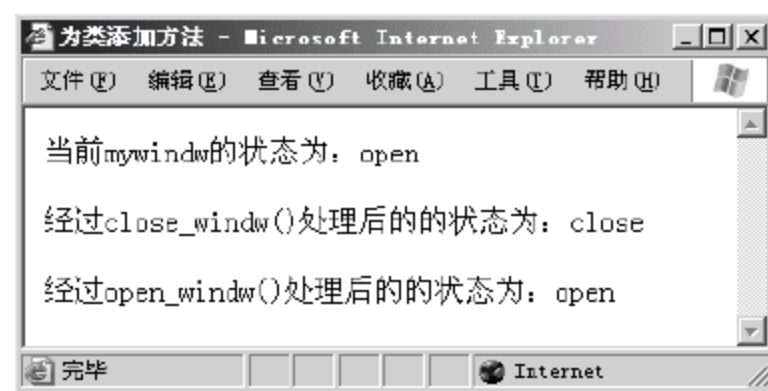 为类添加方法 - Microsoft Internet Explorer
文件(F) 编辑(E) 查看(V) 收藏(A) 工具(T) 帮助(H)
当前mywindw的状态为：open
经过close_windw()处理后的的状态为：close
经过open_windw()处理后的的状态为：open
完毕 Internet